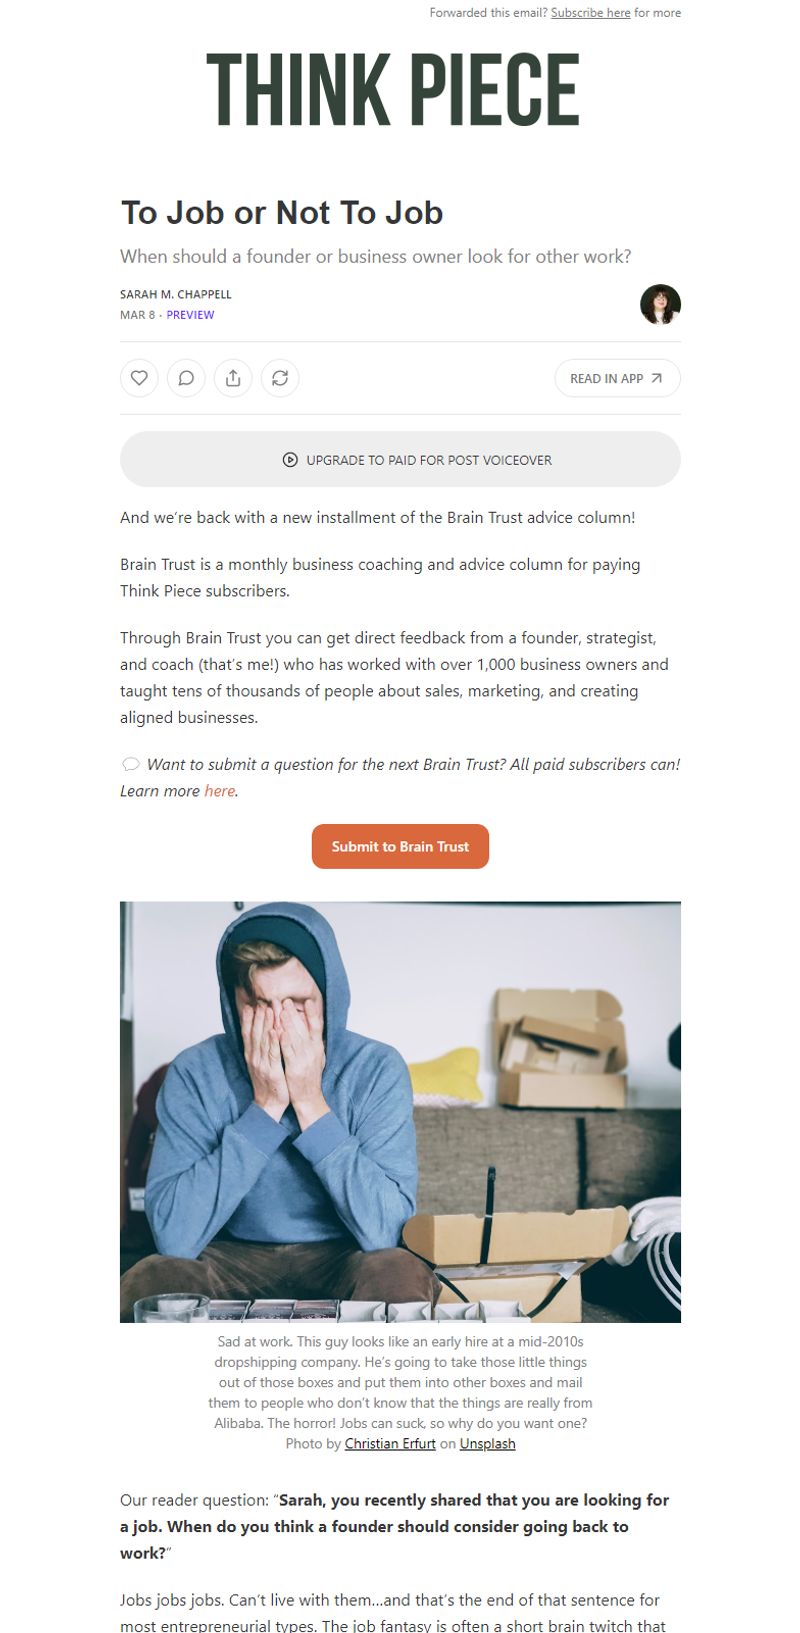 Forwarded this email? Subscribe here for more
THINK PIECE
To Job or Not To Job
When should a founder or business owner look for other work?
SARAH M. CHAPPELL
MAR 8 · PREVIEW
READ IN APP
UPGRADE TO PAID FOR POST VOICEOVER
And we’re back with a new installment of the Brain Trust advice column!
Brain Trust is a monthly business coaching and advice column for paying
Think Piece subscribers.
Through Brain Trust you can get direct feedback from a founder, strategist,
and coach (that’s me!) who has worked with over 1,000 business owners and
taught tens of thousands of people about sales, marketing, and creating
aligned businesses.
💬 Want to submit a question for the next Brain Trust? All paid subscribers can!
Learn more here.
Submit to Brain Trust
Sad at work. This guy looks like an early hire at a mid-2010s
dropshipping company. He’s going to take those little things
out of those boxes and put them into other boxes and mail
them to people who don’t know that the things are really from
Alibaba. The horror! Jobs can suck, so why do you want one?
Photo by Christian Erfurt on Unsplash
Our reader question: “Sarah, you recently shared that you are looking for
a job. When do you think a founder should consider going back to
work?”
Jobs jobs jobs. Can’t live with them…and that’s the end of that sentence for
most entrepreneurial types. The job fantasy is often a short brain twitch that